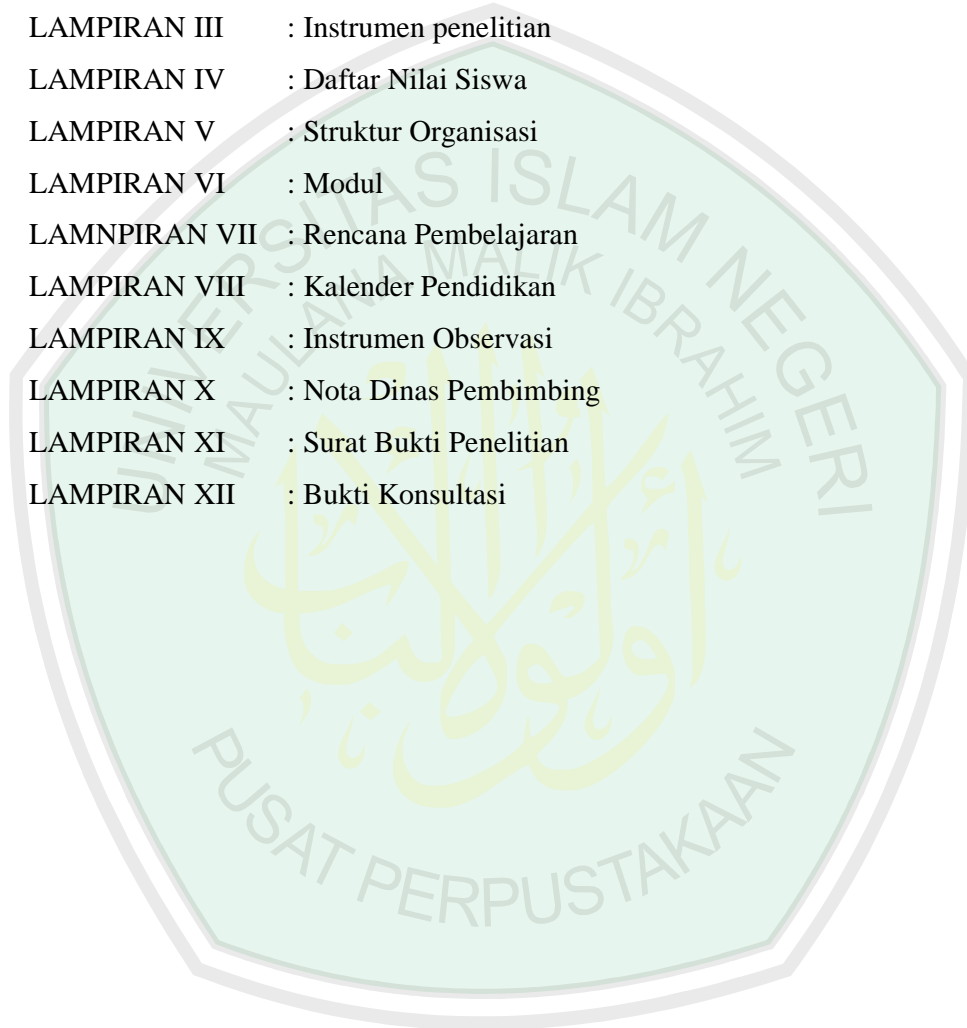 LAMPIRAN III : Instrumen penelitian
LAMPIRAN IV : Daftar Nilai Siswa
LAMPIRAN V : Struktur Organisasi
LAMPIRAN VI : Modul
LAMNPIRAN VII : Rencana Pembelajaran
LAMPIRAN VIII : Kalender Pendidikan
LAMPIRAN IX : Instrumen Observasi
LAMPIRAN X : Nota Dinas Pembimbing
LAMPIRAN XI : Surat Bukti Penelitian
LAMPIRAN XII : Bukti Konsultasi
UNIVERSITAS ISLAM NEGERI
MAULANA MALIK IBRAHIM
أولوا الألباب
PUSAT PERPUSTAKAAN